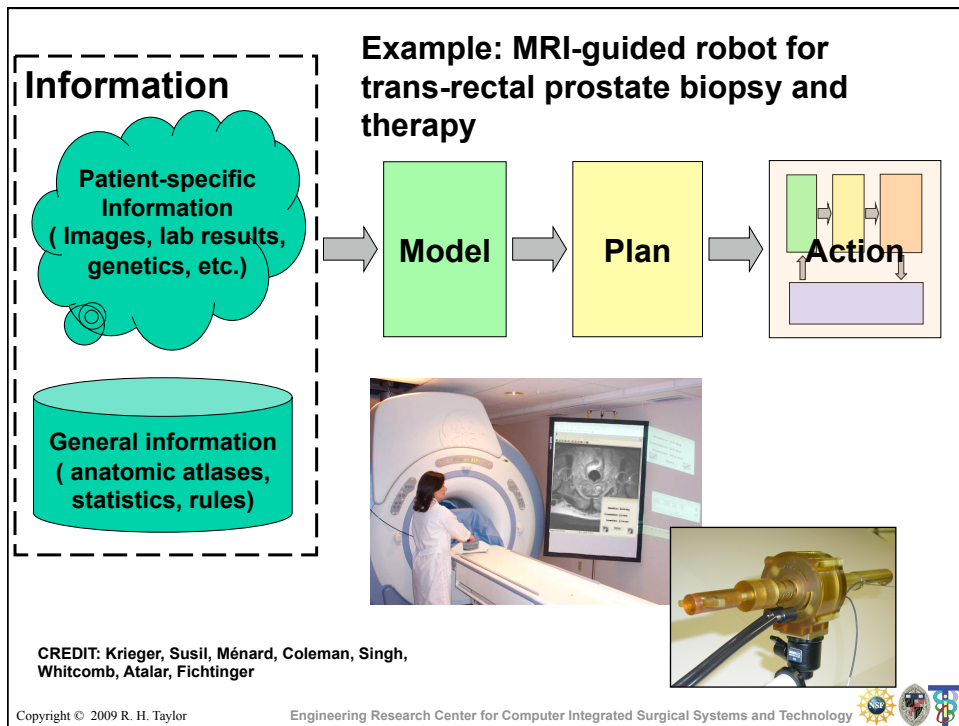 Example: MRI-guided robot for
trans-rectal prostate biopsy and
therapy
Information
Patient-specific
Information
( Images, lab results,
genetics, etc.)
Model
Plan
Action
General information
( anatomic atlases,
statistics, rules)
CREDIT: Krieger, Susil, Ménard, Coleman, Singh,
Whitcomb, Atalar, Fichtinger
Copyright © 2009 R. H. Taylor
Engineering Research Center for Computer Integrated Surgical Systems and Technology
NSF